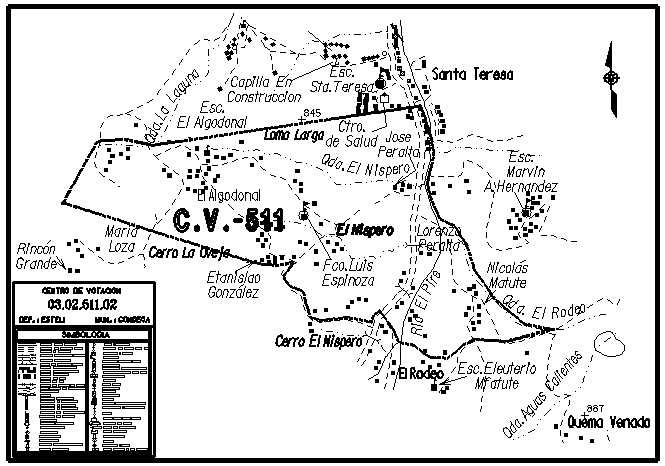 Santa Teresa
Esc.
Sta. Teresa
Capilla En
Construccion
Qda. La Laguna
Esc.
El Algodonal
845
Loma Larga
Ctro.
de Salud
Jose
Peralta
Qda. El Nispero
Esc.
Marvin
A. Hernandez
El Algodonal
C.V.-511
El Nispero
Lorenzo
Peralta
Maria
Loza
Cerro La Oveja
Rincón
Grande
Etanislao
González
Fco. Luis
Espinoza
Rio El Pire
Nicolas
Matute
Qda. El Rodeo
CENTRO DE VOTACION
03.02.511.02
DEP.: ESTELI MUN.: CONDEGA
SIMBOLOGIA
Cerro El Nispero
El Rodeo
Esc. Eleuterio
Matute
Qda. Aguas Calientes
887
Quema Venado